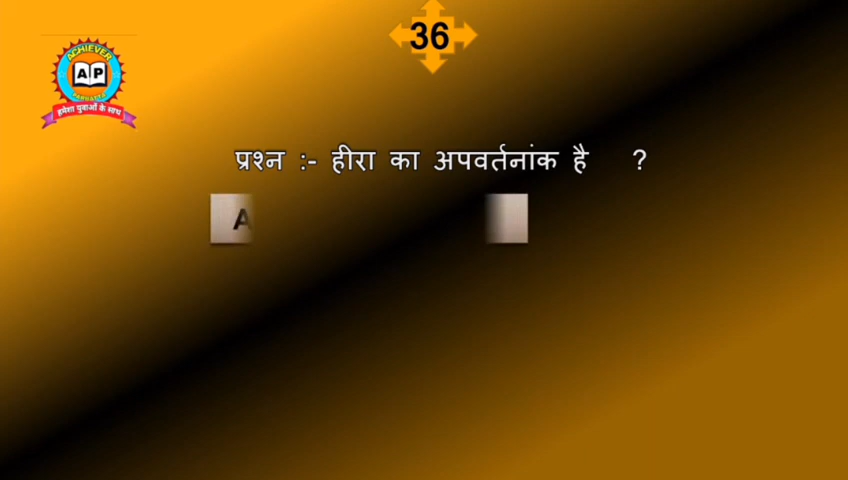 36
ACHIEVER
AP
हमेशा युवाओं के साथ
प्रश्न :- हीरा का अपवर्तनांक है ?
A